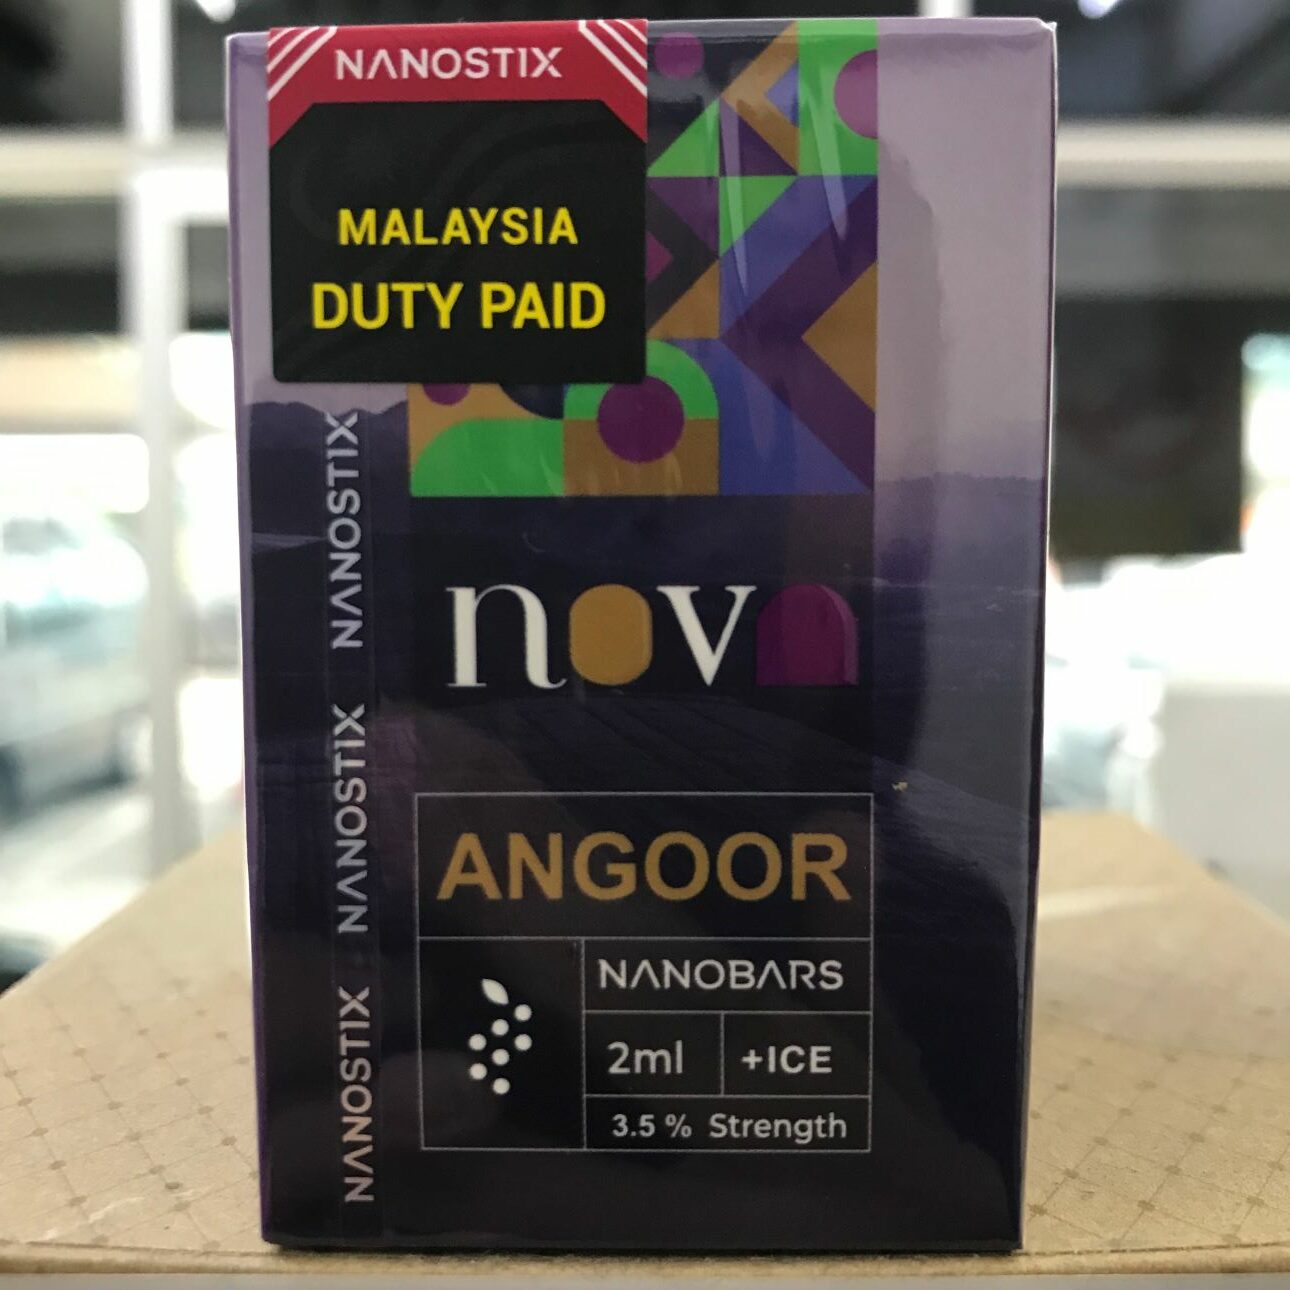 NANOSTIX
MALAYSIA
DUTY PAID
NANOSTIX NANOSTIX NANOSTIX
nova
ANGOOR
NANOBARS
2ml +ICE
3.5 % Strength